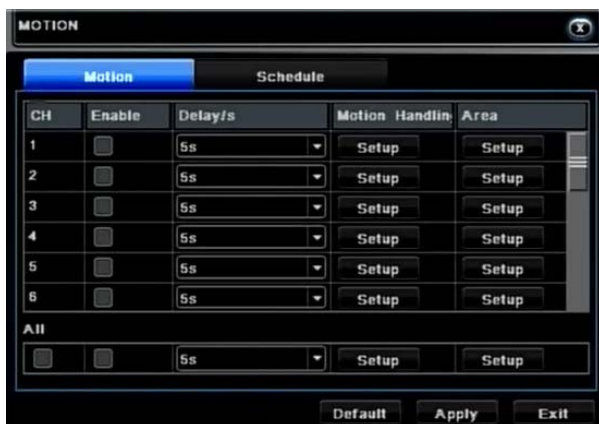 MOTION X
Motion Schedule
CH Enable Delay/s Motion Handlin Area
1 5s Setup Setup
2 5s Setup Setup
3 5s Setup Setup
4 5s Setup Setup
5 5s Setup Setup
6 5s Setup Setup
All
5s Setup Setup
Default Apply Exit